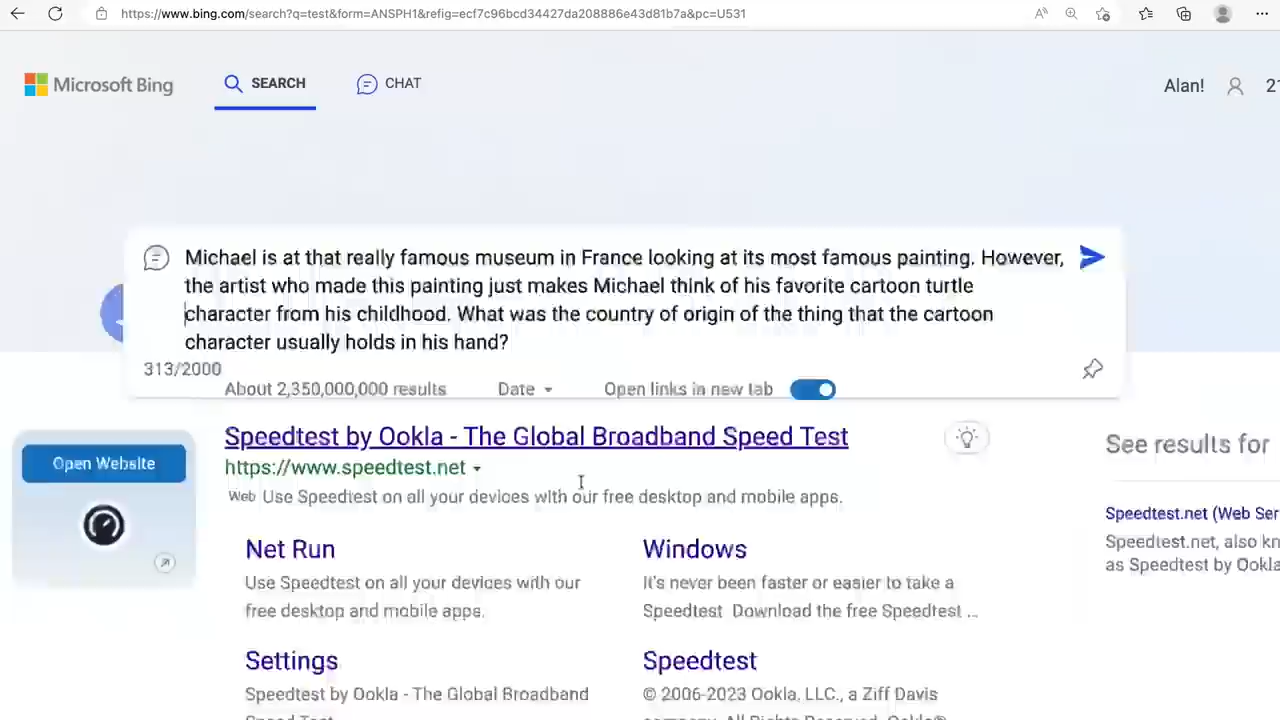 https://www.bing.com/search?q=test&form=ANSPH1&refig=ecf7c96bcd34427da208886e43d81b7a&pc=U531
Microsoft Bing
SEARCH
CHAT
Alan!
21
Michael is at that really famous museum in France looking at its most famous painting. However,
the artist who made this painting just makes Michael think of his favorite cartoon turtle
character from his childhood. What was the country of origin of the thing that the cartoon
character usually holds in his hand?
313/2000
About 2,350,000,000 results
Date
Open links in new tab
Open Website
Speedtest by Ookla - The Global Broadband Speed Test
https://www.speedtest.net
Web Use Speedtest on all your devices with our free desktop and mobile apps.
Net Run
Use Speedtest on all your devices with our
free desktop and mobile apps.
Windows
It's never been faster or easier to take a
Speedtest Download the free Speedtest ...
Settings
Speedtest by Ookla - The Global Broadband
Speed Test
Speedtest
© 2006-2023 Ookla, LLC., a Ziff Davis
company. All Rights Reserved. Ookla®
See results for
Speedtest.net (Web Ser
Speedtest.net, also kn
as Speedtest by Ookla